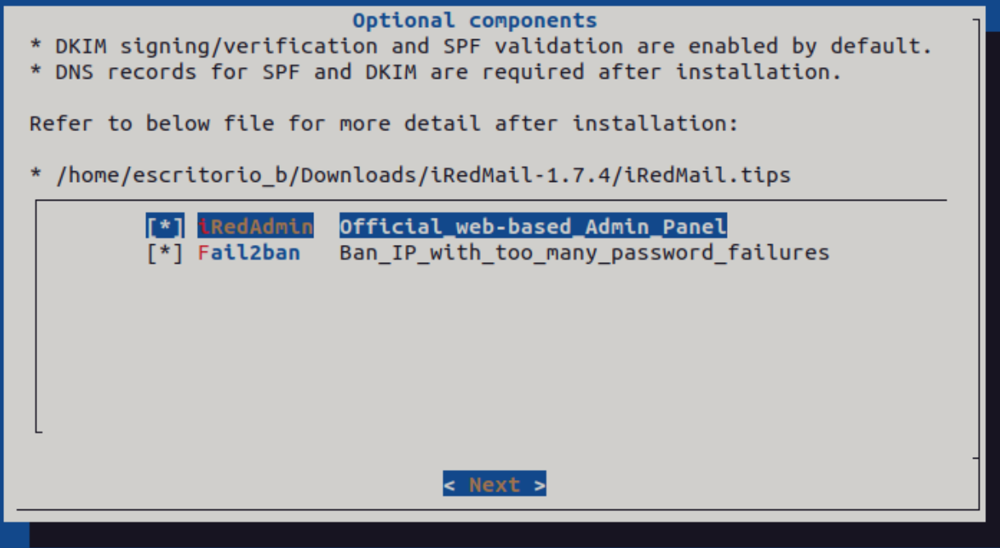 Optional components
* DKIM signing/verification and SPF validation are enabled by default.
* DNS records for SPF and DKIM are required after installation.
Refer to below file for more detail after installation:
* /home/escritorio_b/Downloads/iRedMail-1.7.4/iRedMail.tips
[*] iRedAdmin Official_web-based_Admin_Panel
[*] Fail2ban Ban_IP_with_too_many_password_failures
< Next >